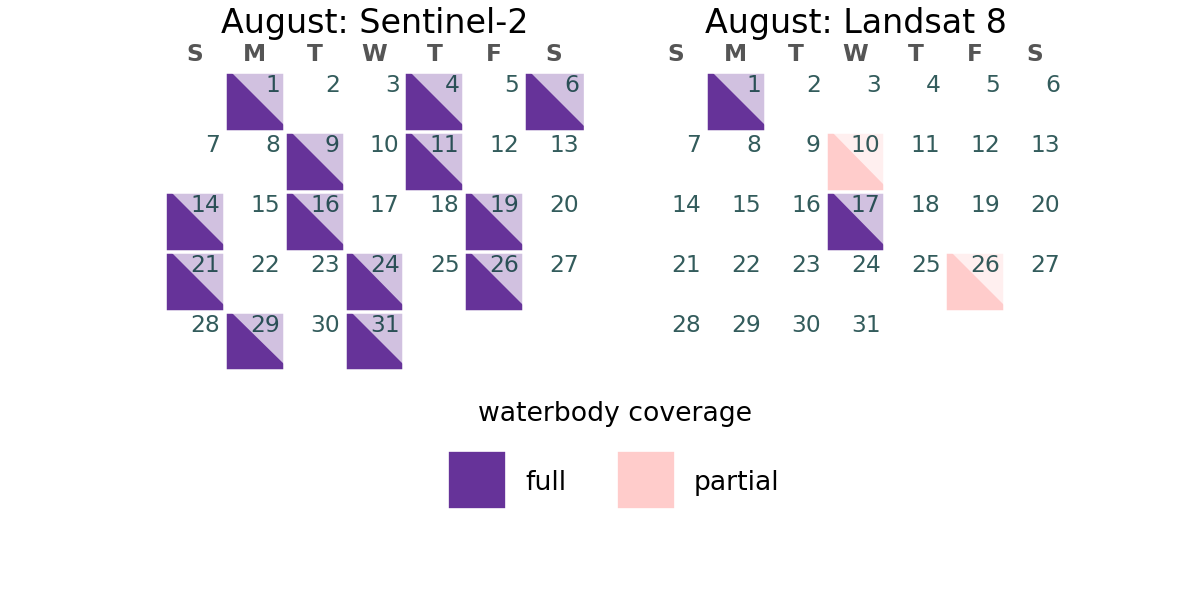 August: Sentinel-2
S M T W T F S
1 2 3 4 5 6
7 8 9 10 11 12 13
14 15 16 17 18 19 20
21 22 23 24 25 26 27
28 29 30 31
August: Landsat 8
S M T W T F S
1 2 3 4 5 6
7 8 9 10 11 12 13
14 15 16 17 18 19 20
21 22 23 24 25 26 27
28 29 30 31
waterbody coverage
full
partial